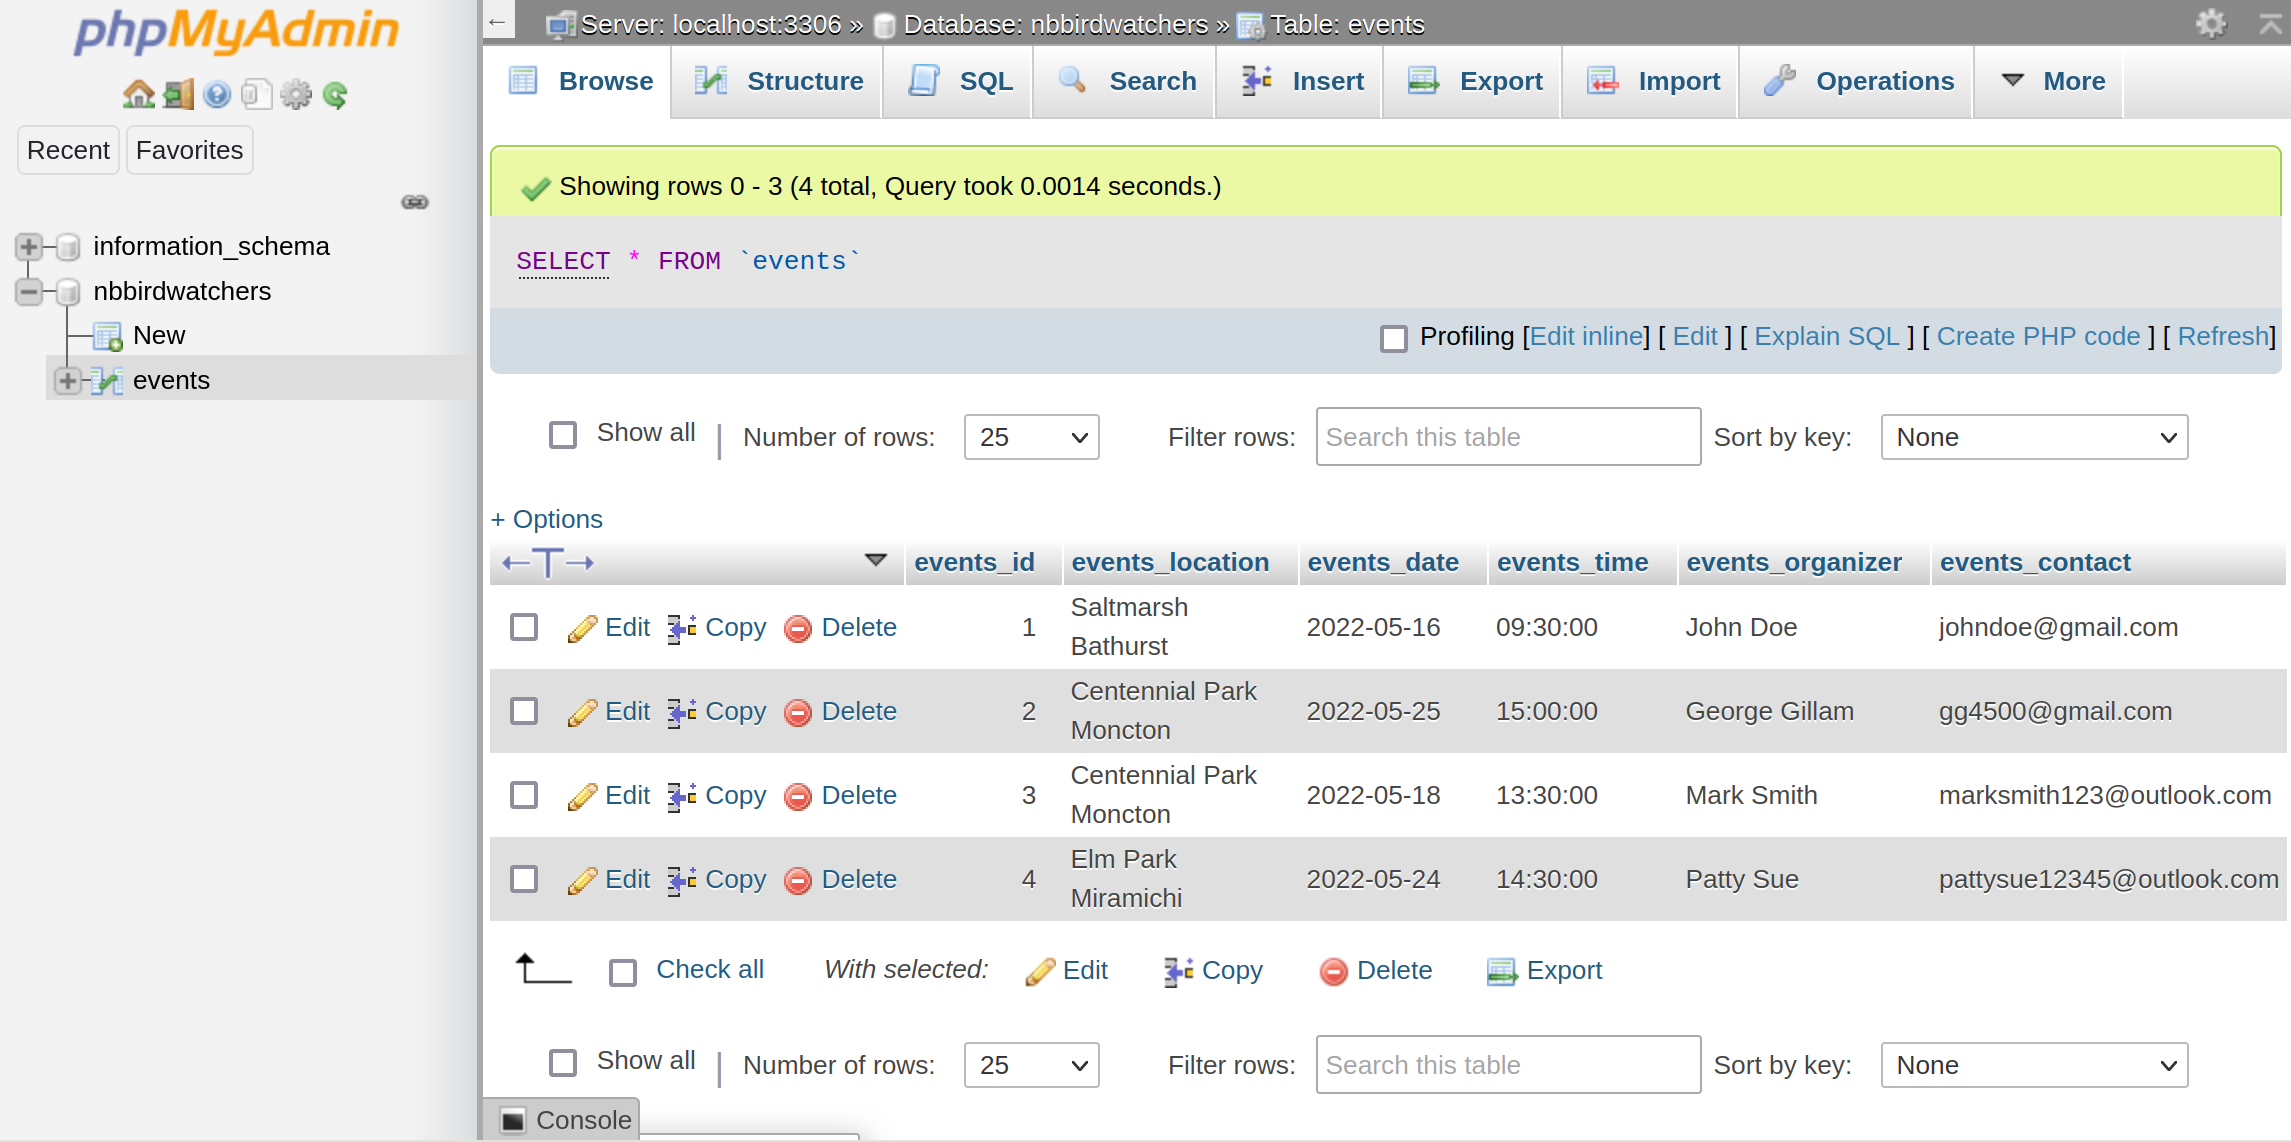 phpMyAdmin
Recent Favorites
information_schema
nbbirdwatchers
New
events
← Server: localhost:3306 » Database: nbbirdwatchers » Table: events
Browse Structure SQL Search Insert Export Import Operations More
Showing rows 0 - 3 (4 total, Query took 0.0014 seconds.)
SELECT * FROM `events`
Profiling [Edit inline] [ Edit ] [ Explain SQL ] [ Create PHP code ] [ Refresh]
Show all | Number of rows: 25 Filter rows: Search this table Sort by key: None
+ Options
←T→ events_id events_location events_date events_time events_organizer events_contact
Edit Copy Delete 1 Saltmarsh Bathurst 2022-05-16 09:30:00 John Doe johndoe@gmail.com
Edit Copy Delete 2 Centennial Park Moncton 2022-05-25 15:00:00 George Gillam gg4500@gmail.com
Edit Copy Delete 3 Centennial Park Moncton 2022-05-18 13:30:00 Mark Smith marksmith123@outlook.com
Edit Copy Delete 4 Elm Park Miramichi 2022-05-24 14:30:00 Patty Sue pattysue12345@outlook.com
Check all With selected: Edit Copy Delete Export
Show all | Number of rows: 25 Filter rows: Search this table Sort by key: None
Console